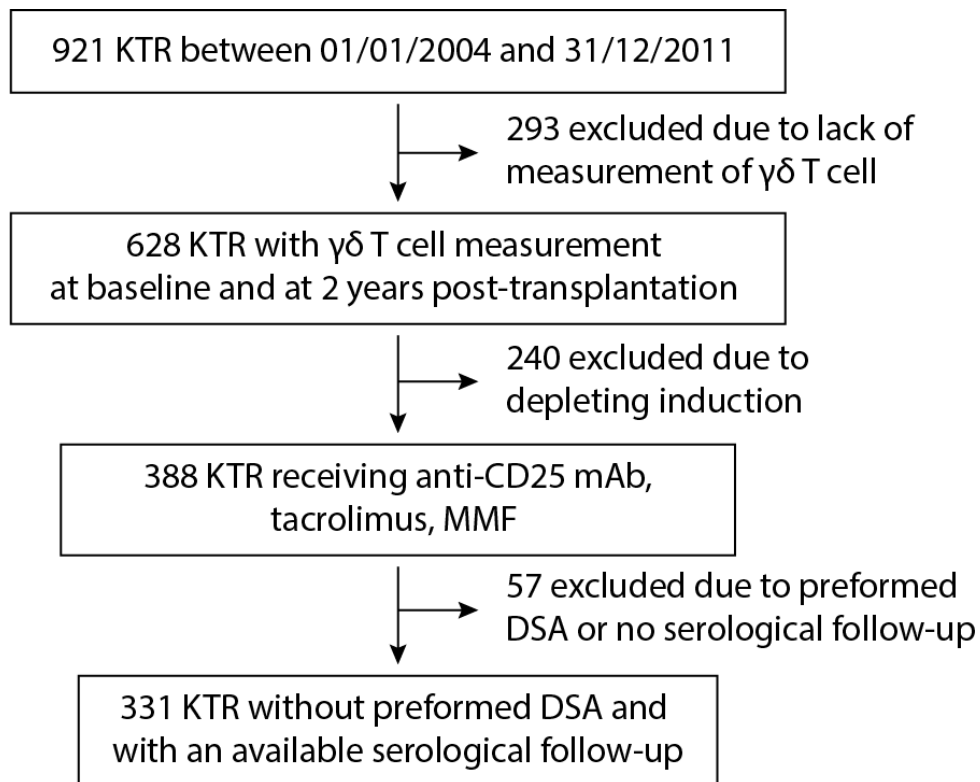 921 KTR between 01/01/2004 and 31/12/2011
293 excluded due to lack of
measurement of γδ T cell
628 KTR with γδ T cell measurement
at baseline and at 2 years post-transplantation
240 excluded due to
depleting induction
388 KTR receiving anti-CD25 mAb,
tacrolimus, MMF
57 excluded due to preformed
DSA or no serological follow-up
331 KTR without preformed DSA and
with an available serological follow-up